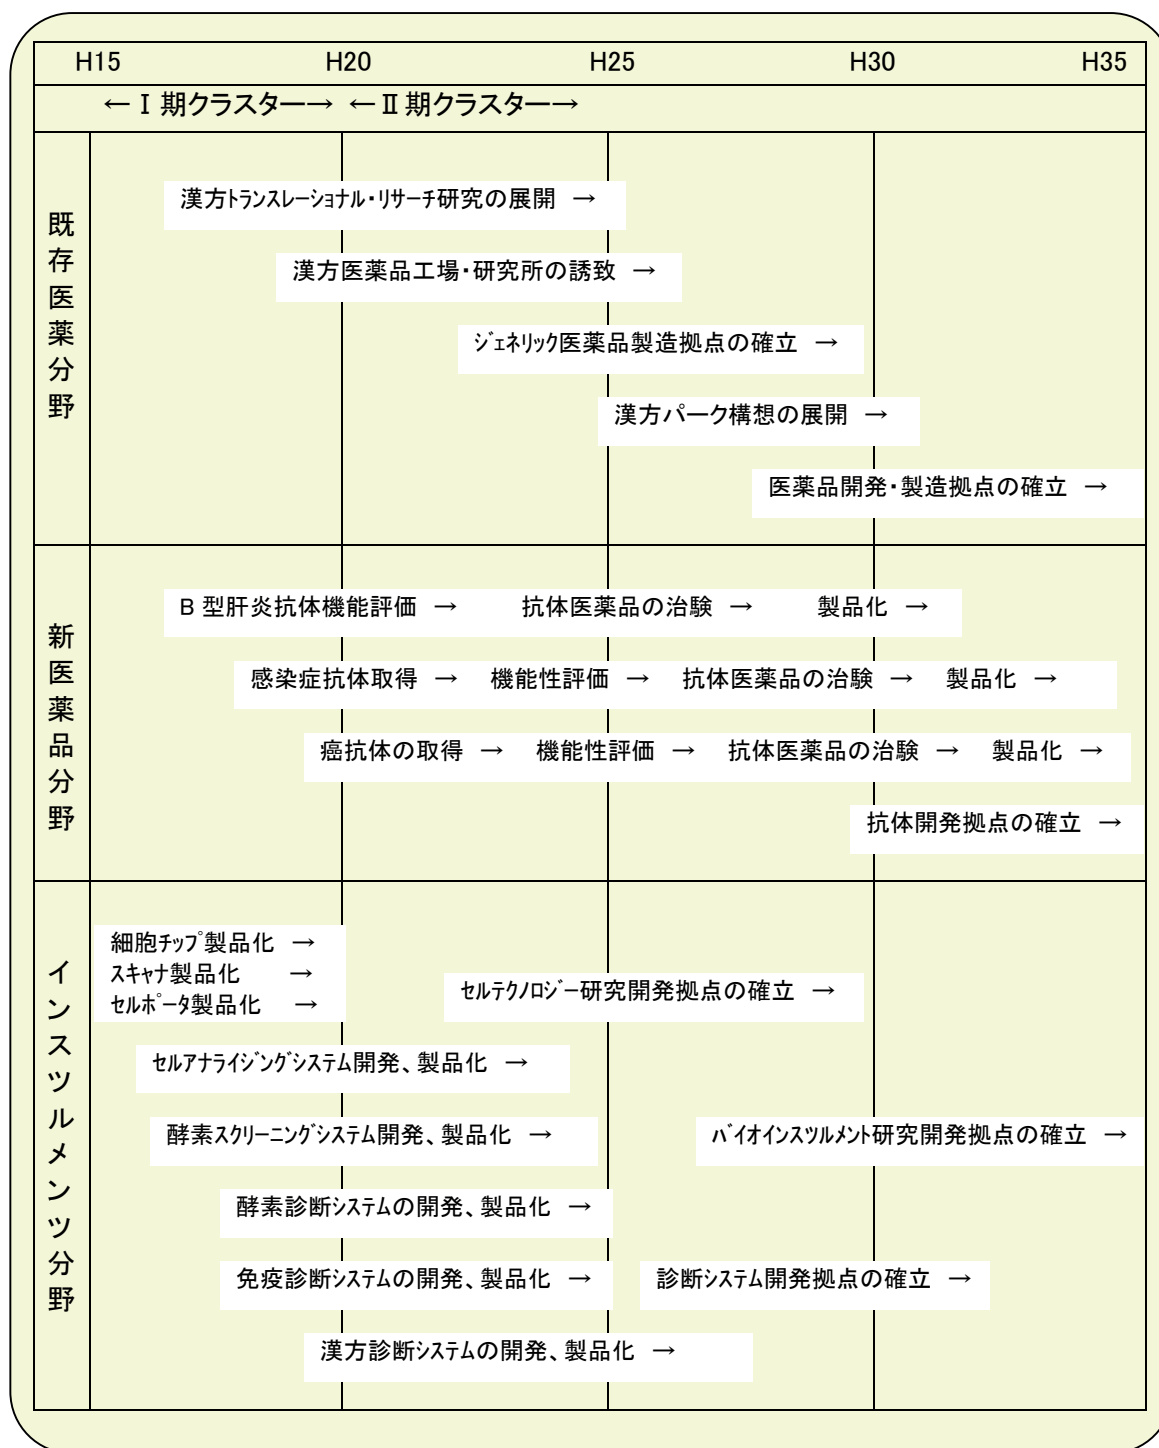 H15 H20 H25 H30 H35
←Ⅰ期クラスター→ ←Ⅱ期クラスター→
既存医薬分野
漢方ﾄﾗﾝｽﾚｰｼｮﾅﾙ・ﾘｻｰﾁ研究の展開 →
漢方医薬品工場・研究所の誘致 →
ｼﾞｪﾈﾘｯｸ医薬品製造拠点の確立 →
漢方パーク構想の展開 →
医薬品開発・製造拠点の確立 →
新医薬品分野
B 型肝炎抗体機能評価 → 抗体医薬品の治験 → 製品化 →
感染症抗体取得 → 機能性評価 → 抗体医薬品の治験 → 製品化 →
癌抗体の取得 → 機能性評価 → 抗体医薬品の治験 → 製品化 →
抗体開発拠点の確立 →
インスツルメンツ分野
細胞ﾁｯﾌﾟ製品化 →
ｽｷｬﾅ製品化 →
ｾﾙﾎﾟｰﾀ製品化 →
ｾﾙﾃｸﾉﾛｼﾞｰ研究開発拠点の確立 →
ｾﾙｱﾅﾗｲｼﾞﾝｸﾞｼｽﾃﾑ開発、製品化 →
酵素ｽｸﾘｰﾆﾝｸﾞｼｽﾃﾑ開発、製品化 → ﾊﾞｲｵｲﾝｽﾂﾙﾒﾝﾄ研究開発拠点の確立 →
酵素診断ｼｽﾃﾑの開発、製品化 →
免疫診断ｼｽﾃﾑの開発、製品化 → 診断ｼｽﾃﾑ開発拠点の確立 →
漢方診断ｼｽﾃﾑの開発、製品化 →